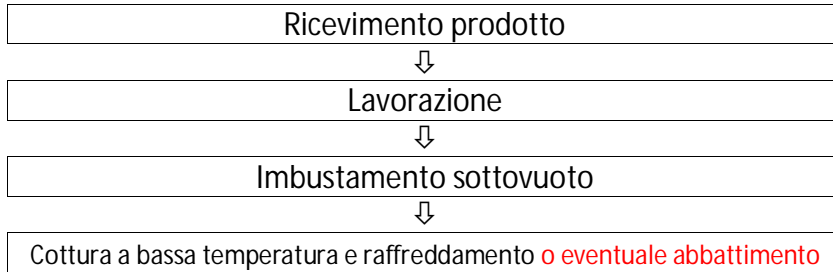 Ricevimento prodotto
⇩
Lavorazione
⇩
Imbustamento sottovuoto
⇩
Cottura a bassa temperatura e raffreddamento o eventuale abbattimento